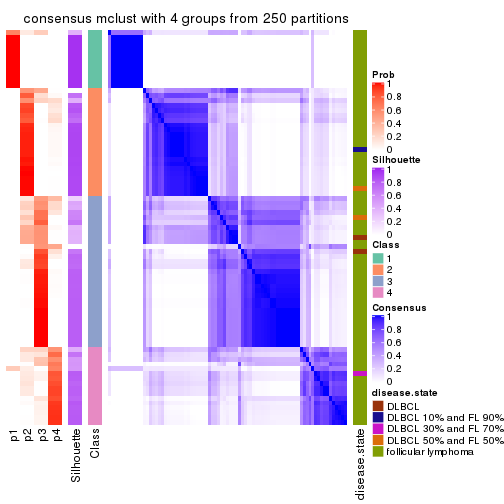 consensus mclust with 4 groups from 250 partitions
Prob
0.8
0.6
0.4
0.2
0
Silhouette
1
0.8
0.6
0.4
0.2
0
Class
1
2
3
4
Consensus
1
0.8
0.6
0.4
0.2
0
disease.state
DLBCL
DLBCL 10% and FL 90%
DLBCL 30% and FL 70%
DLBCL 50% and FL 50%
follicular lymphoma
p1
p2
p3
p4
Silhouette
Class
disease.state